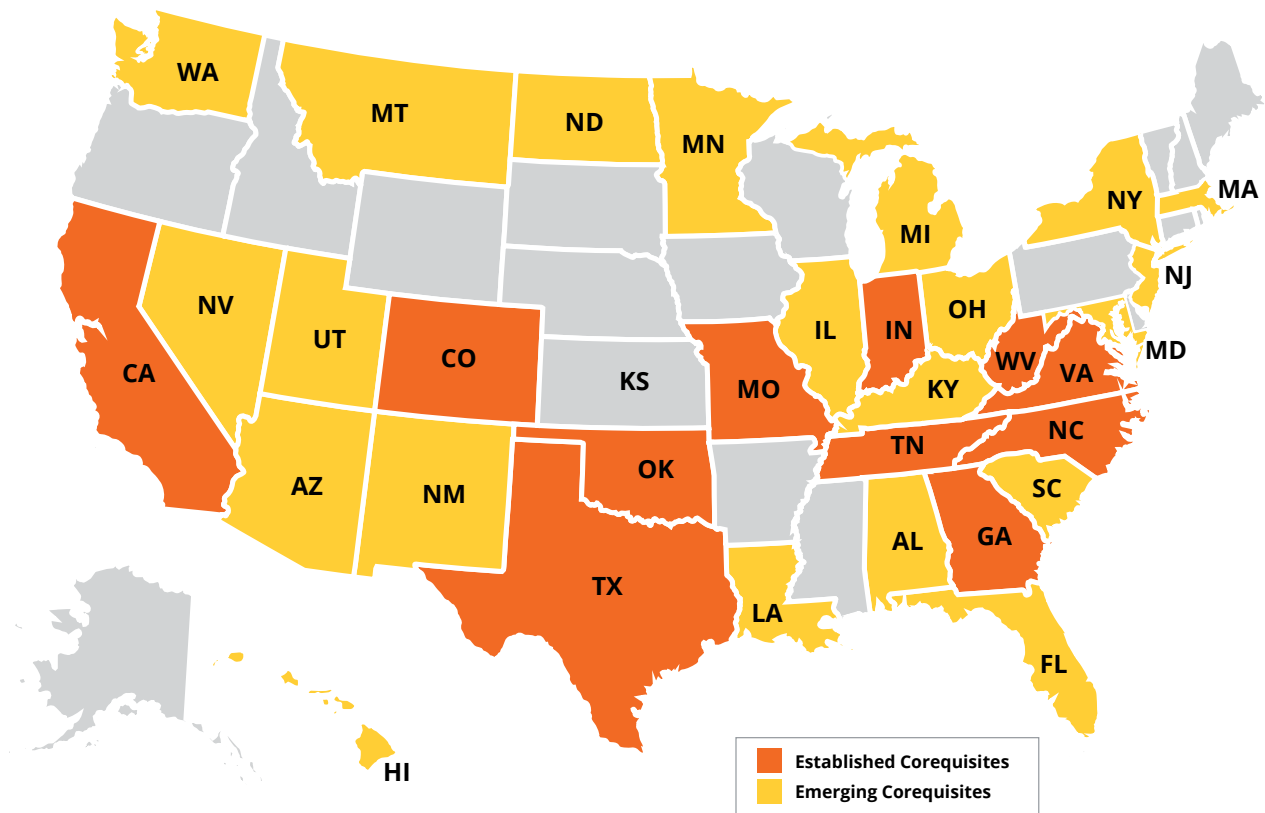 WA
MT
ND
MN
NY
MA
MI
NJ
NV
UT
CO
KS
MO
IL
IN
OH
WV
VA
MD
CA
KY
AZ
NM
OK
TN
NC
SC
TX
LA
AL
GA
FL
HI
Established Corequisites
Emerging Corequisites